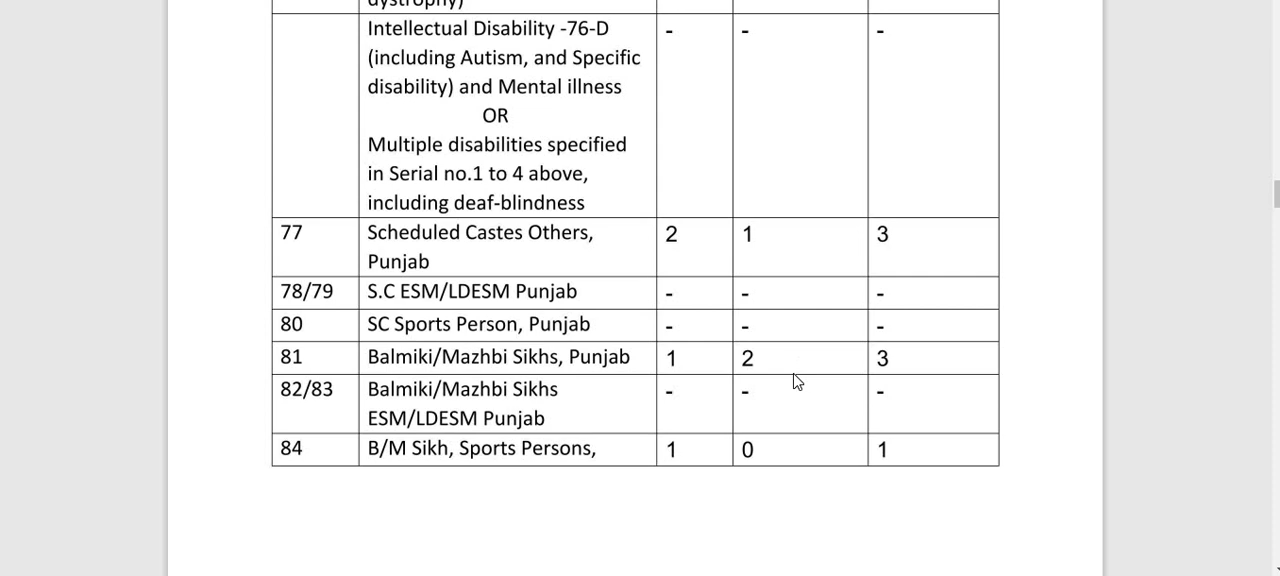 dystrophy)
Intellectual Disability -76-D - - -
(including Autism, and Specific
disability) and Mental illness
OR
Multiple disabilities specified
in Serial no.1 to 4 above,
including deaf-blindness
77 Scheduled Castes Others, 2 1 3
Punjab
78/79 S.C ESM/LDESM Punjab - - -
80 SC Sports Person, Punjab - - -
81 Balmiki/Mazhbi Sikhs, Punjab 1 2 3
82/83 Balmiki/Mazhbi Sikhs - - -
ESM/LDESM Punjab
84 B/M Sikh, Sports Persons, 1 0 1